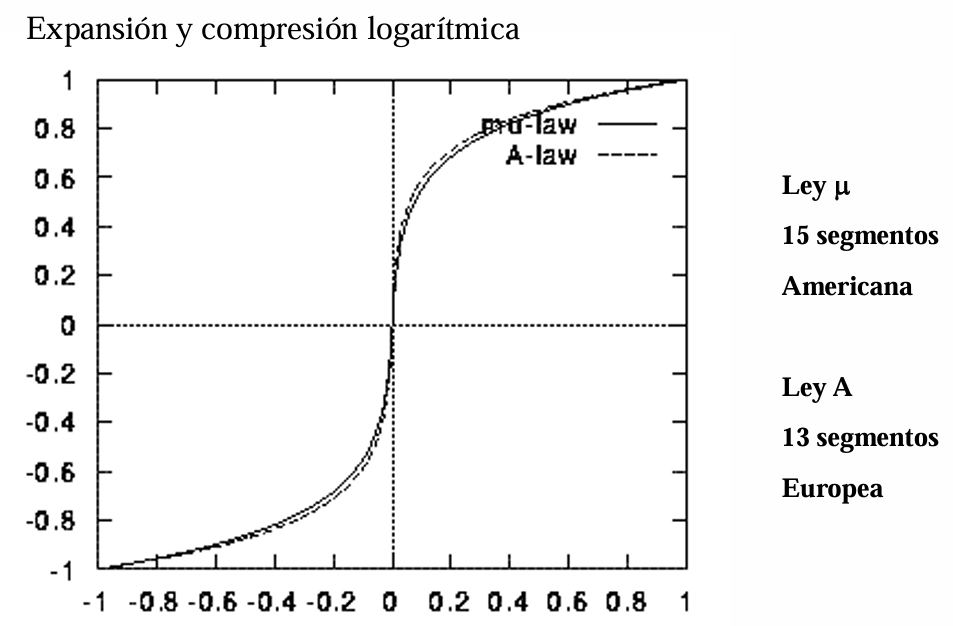 Expansión y compresión logarítmica
1
0.8
0.6
0.4
0.2
0
-0.2
-0.4
-0.6
-0.8
-1
-1 -0.8 -0.6 -0.4 -0.2 0 0.2 0.4 0.6 0.8 1
mu-law
A-law
Ley μ
15 segmentos
Americana
Ley A
13 segmentos
Europea